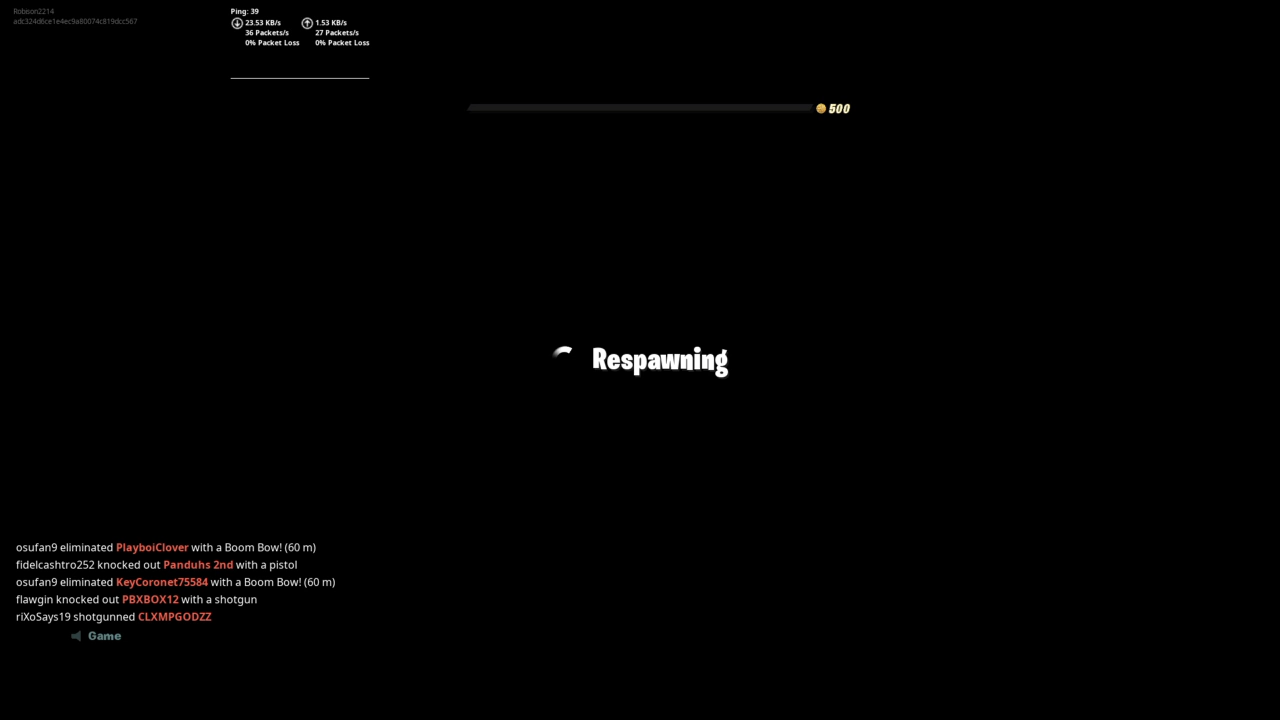 Robison2214
adc324d6ce1e4ec9a80074c819dcc567
Ping: 39
23.53 KB/s
36 Packets/s
0% Packet Loss
1.53 KB/s
27 Packets/s
0% Packet Loss
500
Respawning
osufan9 eliminated PlayboiClover with a Boom Bow! (60 m)
fidelcashtro252 knocked out Panduhs 2nd with a pistol
osufan9 eliminated KeyCoronet75584 with a Boom Bow! (60 m)
flawgin knocked out PBXBOX12 with a shotgun
riXoSays19 shotgunned CLXMPGODZZ
Game